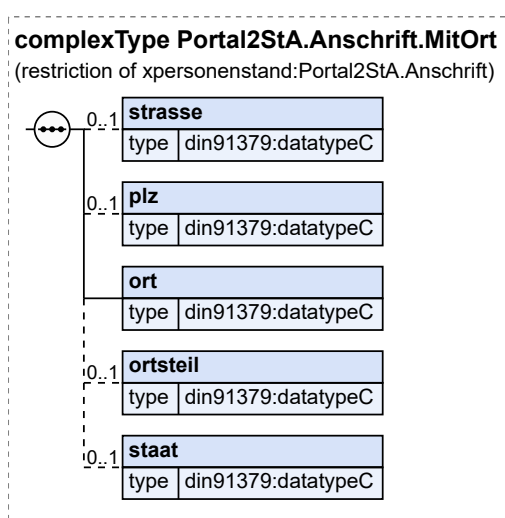 complexType Portal2StA.Anschrift.MitOrt
(restriction of xpersonenstand:Portal2StA.Anschrift)
0..1 strasse
type din91379:datatypeC
0..1 plz
type din91379:datatypeC
ort
type din91379:datatypeC
0..1 ortsteil
type din91379:datatypeC
0..1 staat
type din91379:datatypeC